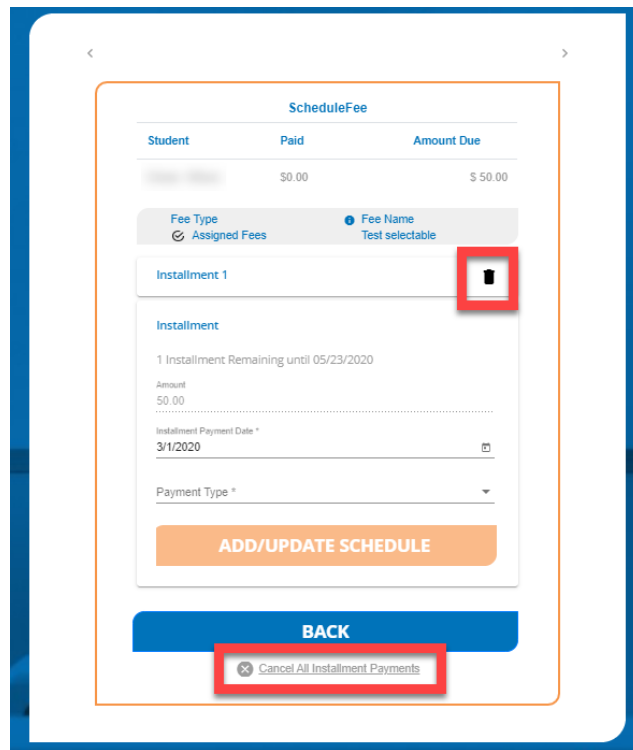 ScheduleFee
Student Paid Amount Due
$0.00 $ 50.00
Fee Type Fee Name
Assigned Fees Test selectable
Installment 1
Installment
1 Installment Remaining until 05/23/2020
Amount
50.00
Installment Payment Date *
3/1/2020
Payment Type *
ADD/UPDATE SCHEDULE
BACK
Cancel All Installment Payments